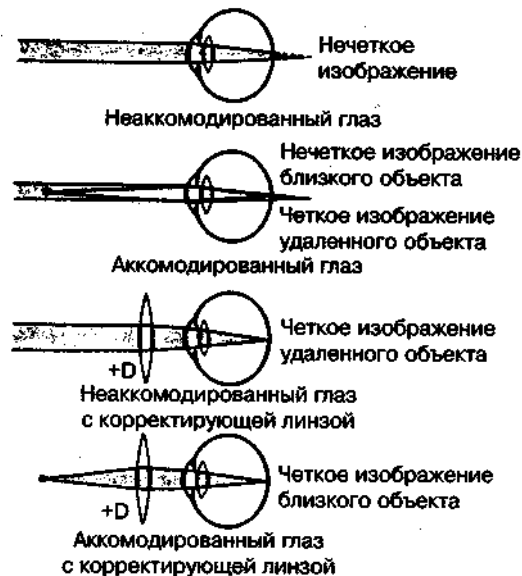 Нечеткое
изображение
Неаккомодированный глаз
Нечеткое изображение
близкого объекта
Четкое изображение
удаленного объекта
Аккомодированный глаз
Четкое изображение
удаленного объекта
+D
Неаккомодированный глаз
с корректирующей линзой
Четкое изображение
близкого объекта
+D
Аккомодированный глаз
с корректирующей линзой